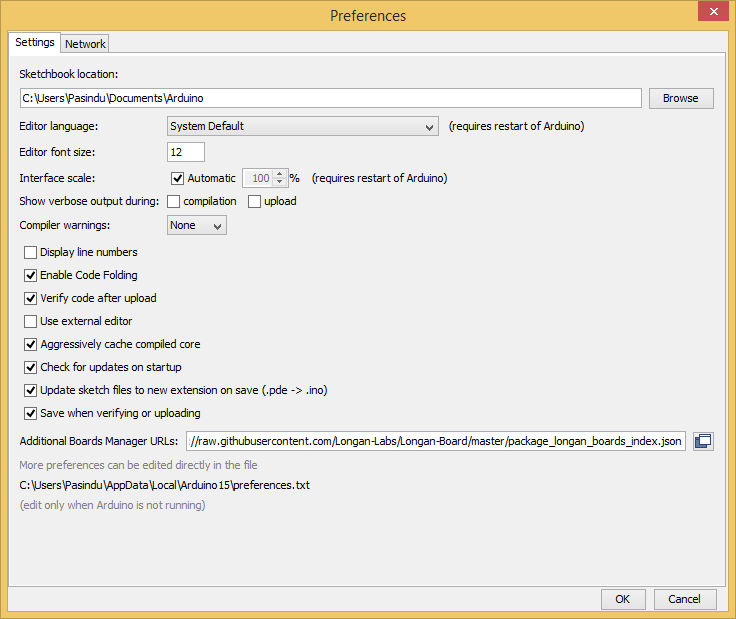 Preferences
Settings Network
Sketchbook location:
C:\Users\Pasindu\Documents\Arduino Browse
Editor language: System Default (requires restart of Arduino)
Editor font size: 12
Interface scale: Automatic 100 % (requires restart of Arduino)
Show verbose output during: compilation upload
Compiler warnings: None
Display line numbers
Enable Code Folding
Verify code after upload
Use external editor
Aggressively cache compiled core
Check for updates on startup
Update sketch files to new extension on save (.pde -> .ino)
Save when verifying or uploading
Additional Boards Manager URLs: ://raw.githubusercontent.com/Longan-Labs/Longan-Board/master/package_longan_boards_index.json
More preferences can be edited directly in the file
C:\Users\Pasindu\AppData\Local\Arduino15\preferences.txt
(edit only when Arduino is not running)
OK Cancel